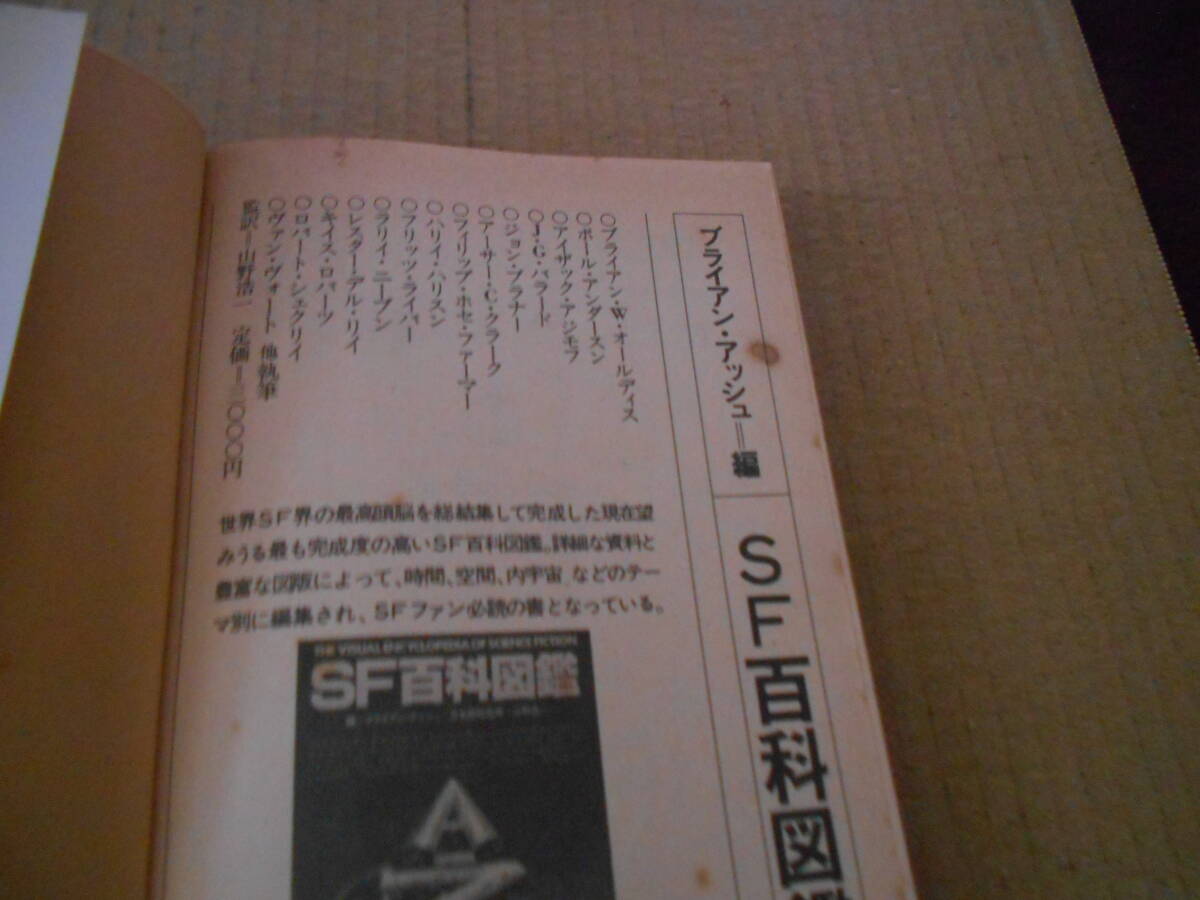 ブライアン・アッシュ＝編
SF百科図鑑
○ブライアン・W・オールディス
○ポール・アンダースン
○アイザック・アジモフ
○J・G・バラード
○ジョン・ブラナー
○アーサー・C・クラーク
○フィリップ・ホセ・ファーマー
○ハリイ・ハリスン
○フリッツ・ライバー
○ラリイ・ニーブン
○レスター・デル・リイ
○キイス・ロバーツ
○ロバート・シェクリイ
○ヴァン・ヴォート 他執筆
監訳＝山野浩一 定価＝三〇〇〇円
世界SF界の最高頭脳を総結集して完成した現在望
みうる最も完成度の高いSF百科図鑑。詳細な資料と
豊富な図版によって、時間、空間、内宇宙、などのテー
マ別に編集され、SFファン必読の書となっている。
THE VISUAL ENCYCLOPEDIA OF SCIENCE FICTION
SF百科図鑑